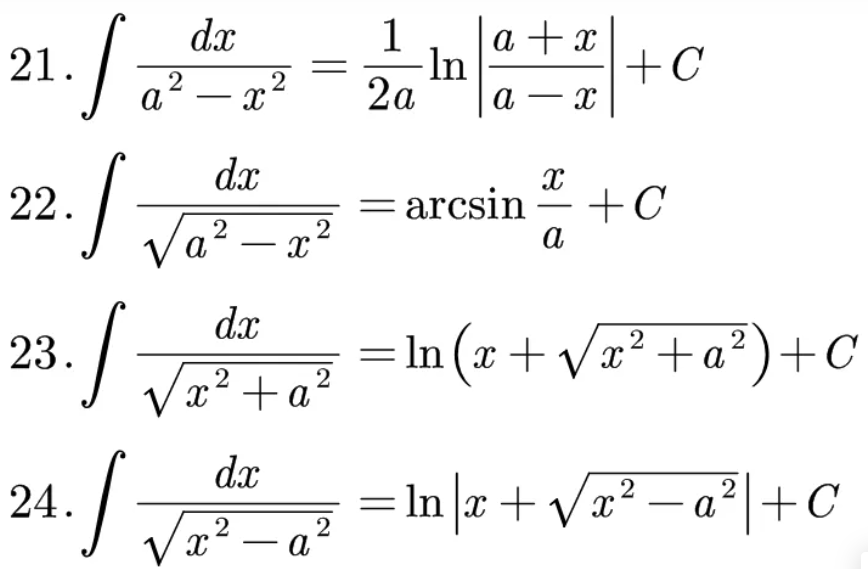 21. ∫ dx / (a² − x²) = (1 / 2a) ln |(a + x) / (a − x)| + C
22. ∫ dx / √(a² − x²) = arcsin (x / a) + C
23. ∫ dx / √(x² + a²) = ln(x + √(x² + a²)) + C
24. ∫ dx / √(x² − a²) = ln |x + √(x² − a²)| + C